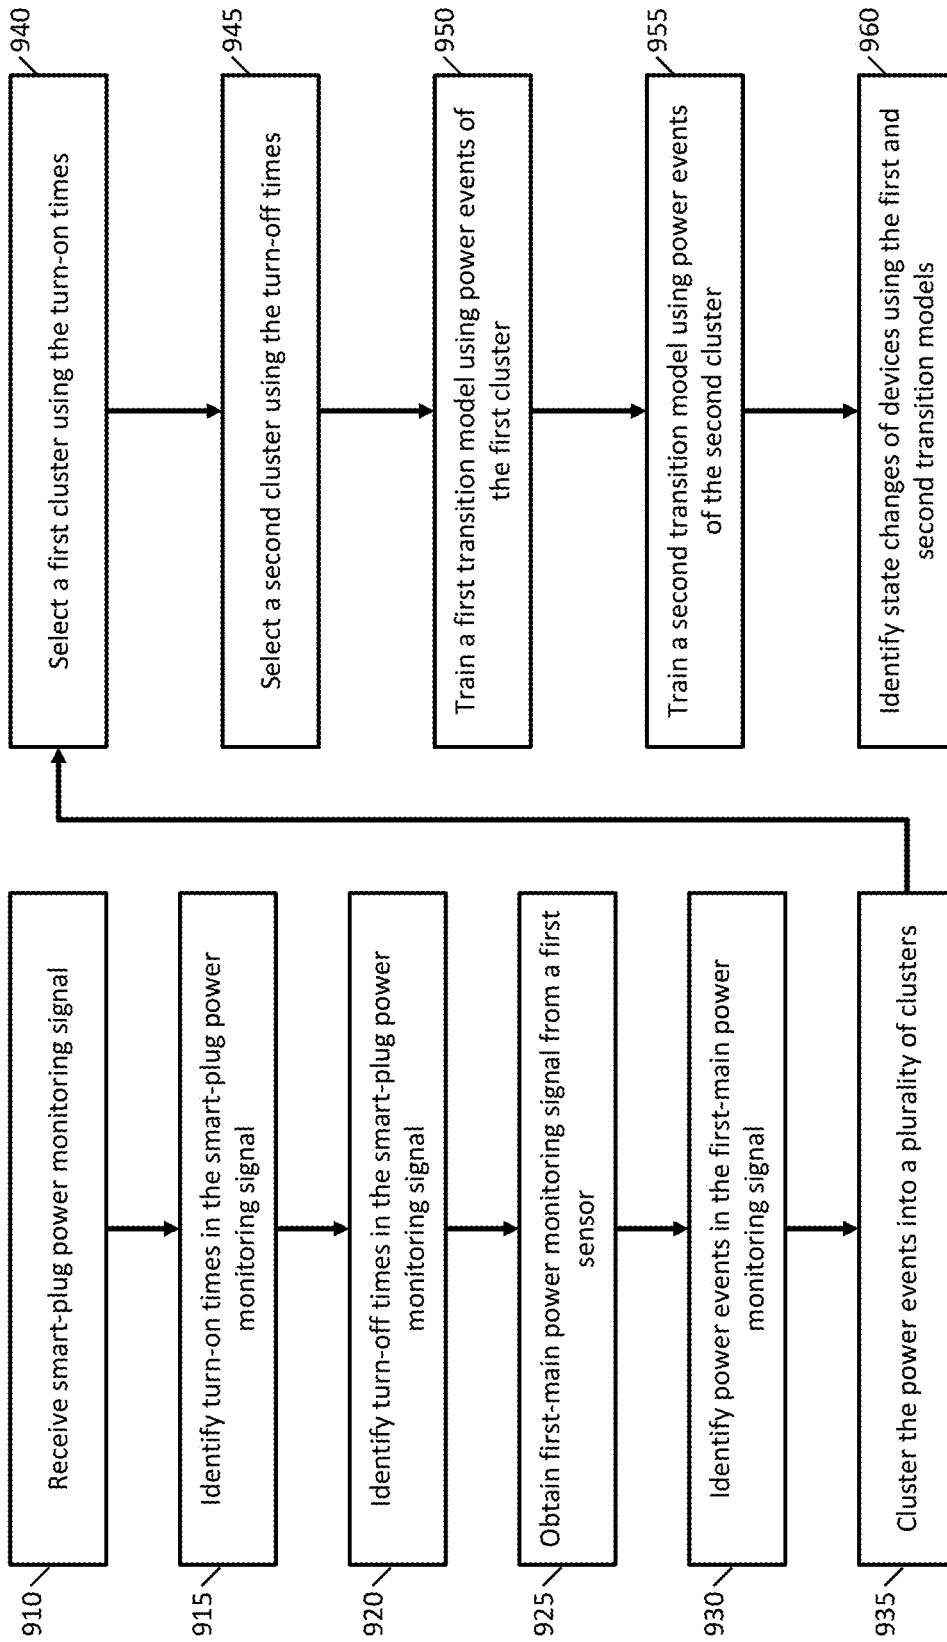 910
Receive smart-plug power monitoring signal
915
Identify turn-on times in the smart-plug power
monitoring signal
920
Identify turn-off times in the smart-plug power
monitoring signal
925
Obtain first-main power monitoring signal from a first
sensor
930
Identify power events in the first-main power
monitoring signal
935
Cluster the power events into a plurality of clusters
940
Select a first cluster using the turn-on times
945
Select a second cluster using the turn-off times
950
Train a first transition model using power events of
the first cluster
955
Train a second transition model using power events
of the second cluster
960
Identify state changes of devices using the first and
second transition models